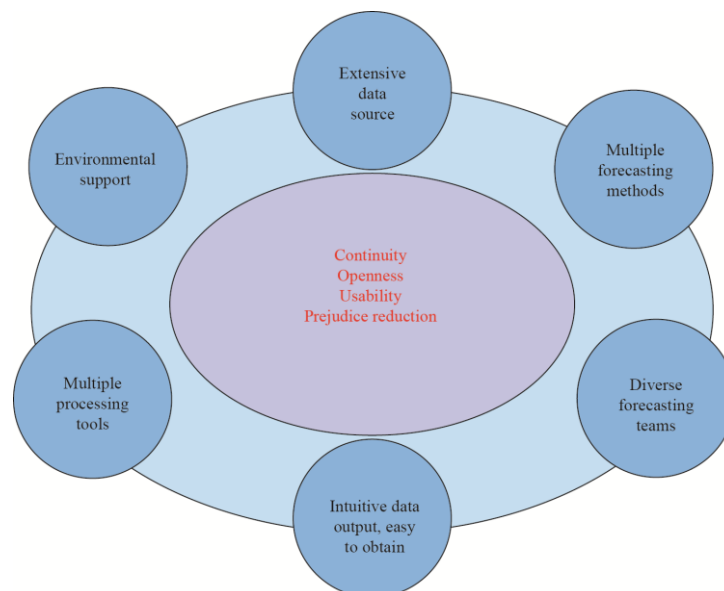 Extensive
data
source
Environmental
support
Multiple
forecasting
methods
Continuity
Openness
Usability
Prejudice reduction
Multiple
processing
tools
Diverse
forecasting
teams
Intuitive data
output, easy
to obtain